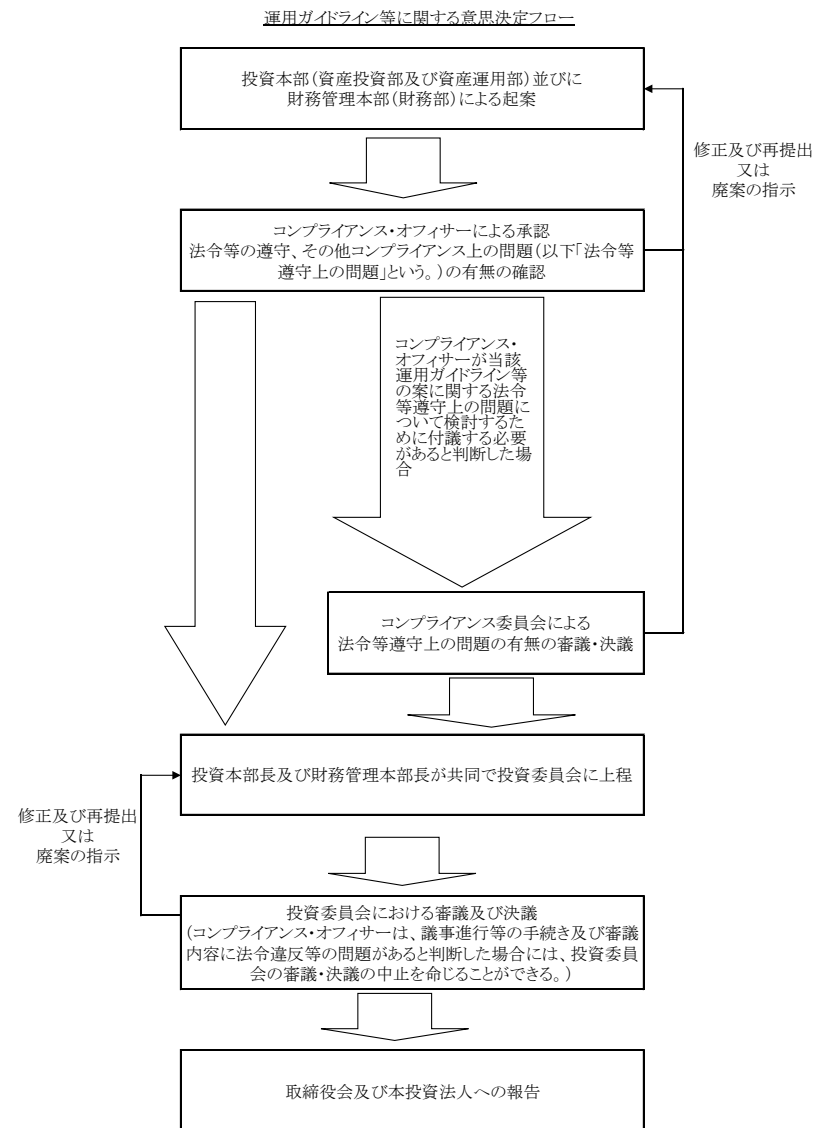 運用ガイドライン等に関する意思決定フロー
投資本部(資産投資部及び資産運用部)並びに
財務管理本部(財務部)による起案
修正及び再提出
又は
廃案の指示
コンプライアンス・オフィサーによる承認
法令等の遵守、その他コンプライアンス上の問題(以下「法令等
遵守上の問題」という。)の有無の確認
コンプライアンス・
オフィサーが当該
運用ガイドライン等
の案に関する法令
等遵守上の問題に
ついて検討するた
めに付議する必要
があると判断した場
合
コンプライアンス委員会による
法令等遵守上の問題の有無の審議・決議
投資本部長及び財務管理本部長が共同で投資委員会に上程
修正及び再提出
又は
廃案の指示
投資委員会における審議及び決議
(コンプライアンス・オフィサーは、議事進行等の手続き及び審議
内容に法令違反等の問題があると判断した場合には、投資委員
会の審議・決議の中止を命じることができる。)
取締役会及び本投資法人への報告